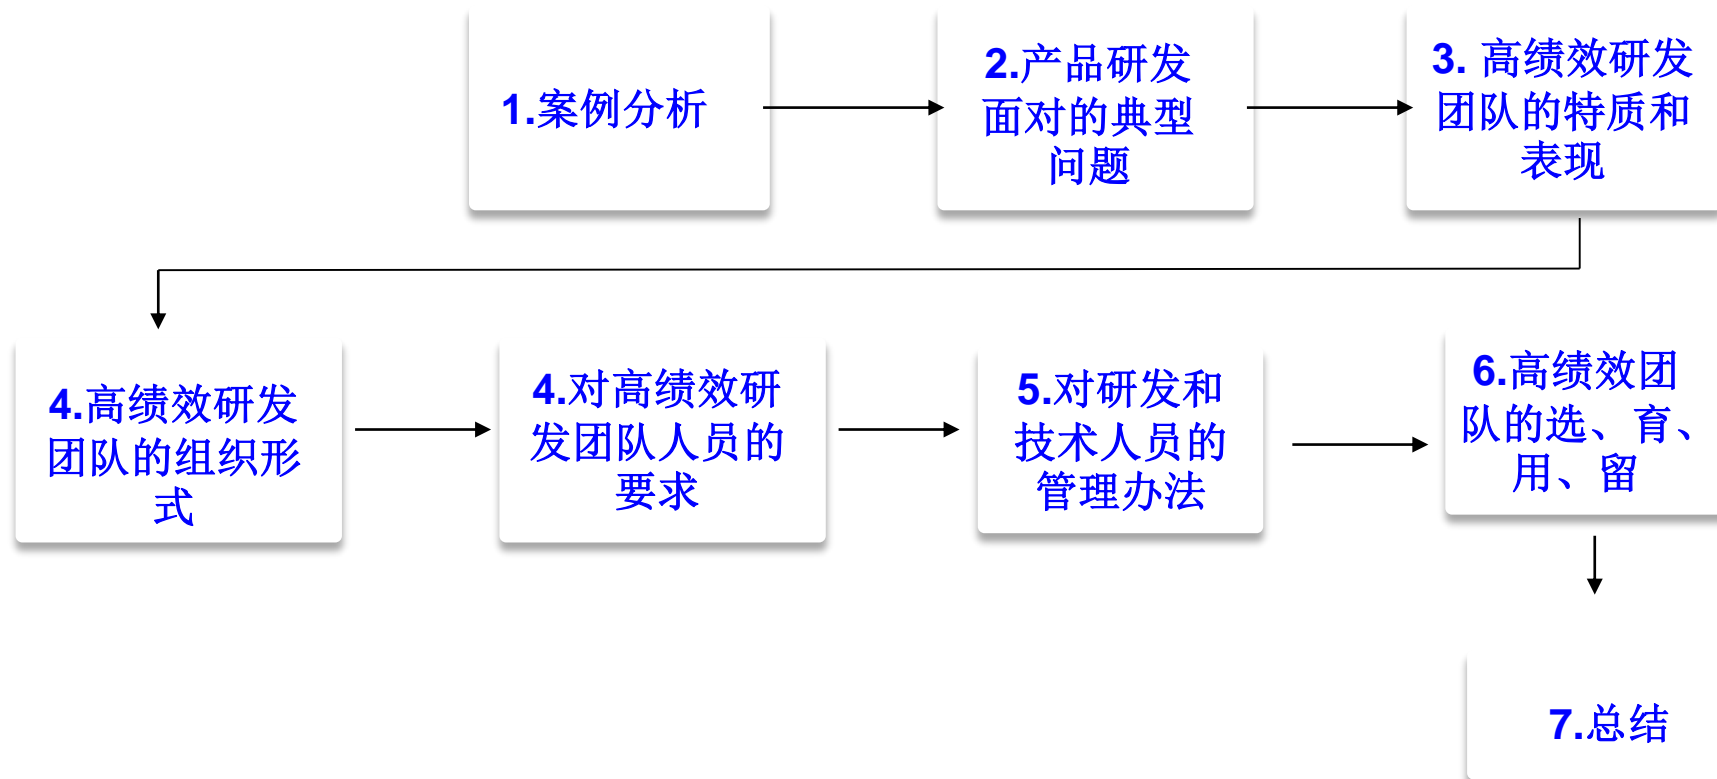 1.案例分析
2.产品研发
面对的典型
问题
3. 高绩效研发
团队的特质和
表现
4.高绩效研发
团队的组织形
式
4.对高绩效研
发团队人员的
要求
5.对研发和
技术人员的
管理办法
6.高绩效团
队的选、育、
用、留
7.总结